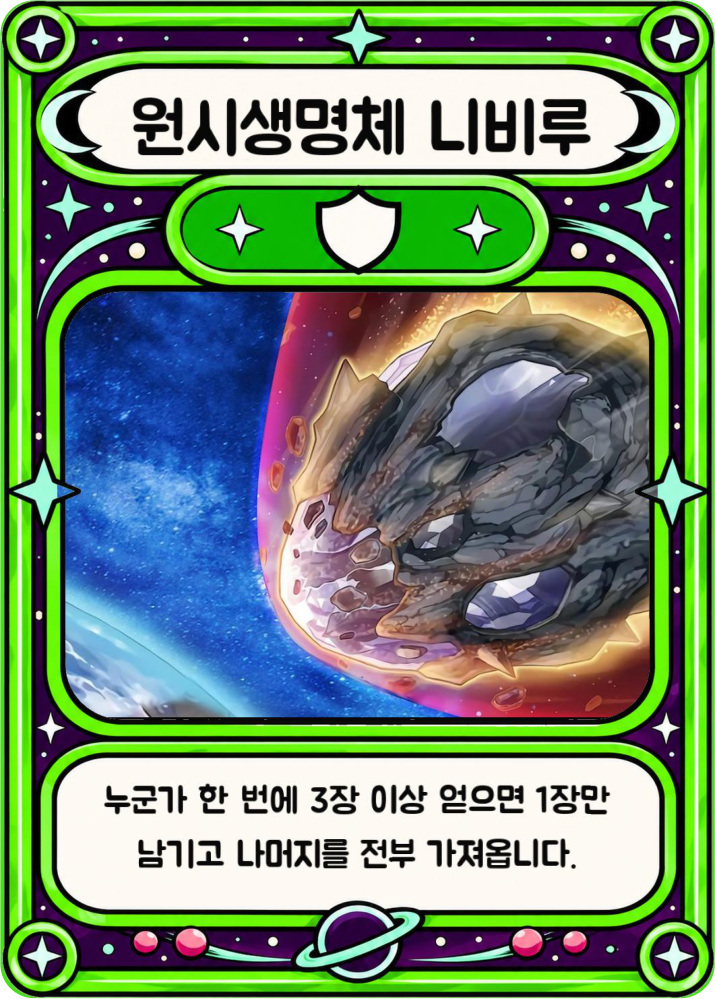 원시생명체 니비루
누군가 한 번에 3장 이상 얻으면 1장만
남기고 나머지를 전부 가져옵니다.